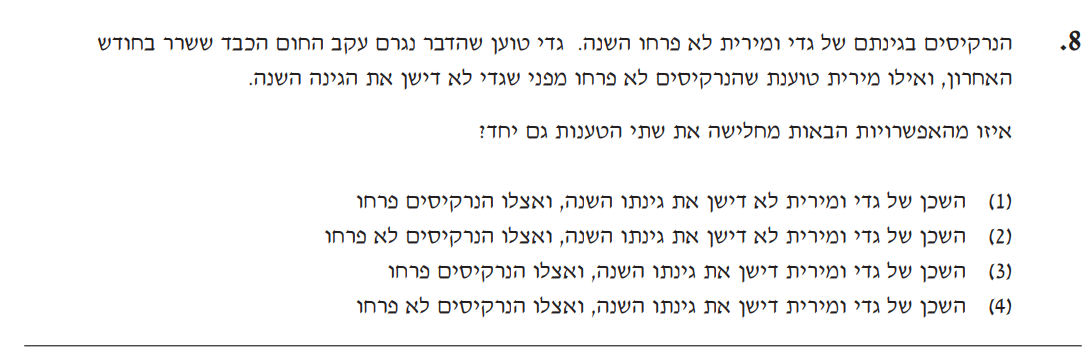 8. הנרקיסים בגינתם של גדי ומירית לא פרחו השנה. גדי טוען שהדבר נגרם עקב החום הכבד ששרר בחודש
האחרון, ואילו מירית טוענת שהנרקיסים לא פרחו מפני שגדי לא דישן את הגינה השנה.
איזו מהאפשרויות הבאות מחלישה את שתי הטענות גם יחד?
(1) השכן של גדי ומירית לא דישן את גינתו השנה, ואצלו הנרקיסים פרחו
(2) השכן של גדי ומירית לא דישן את גינתו השנה, ואצלו הנרקיסים לא פרחו
(3) השכן של גדי ומירית דישן את גינתו השנה, ואצלו הנרקיסים פרחו
(4) השכן של גדי ומירית דישן את גינתו השנה, ואצלו הנרקיסים לא פרחו